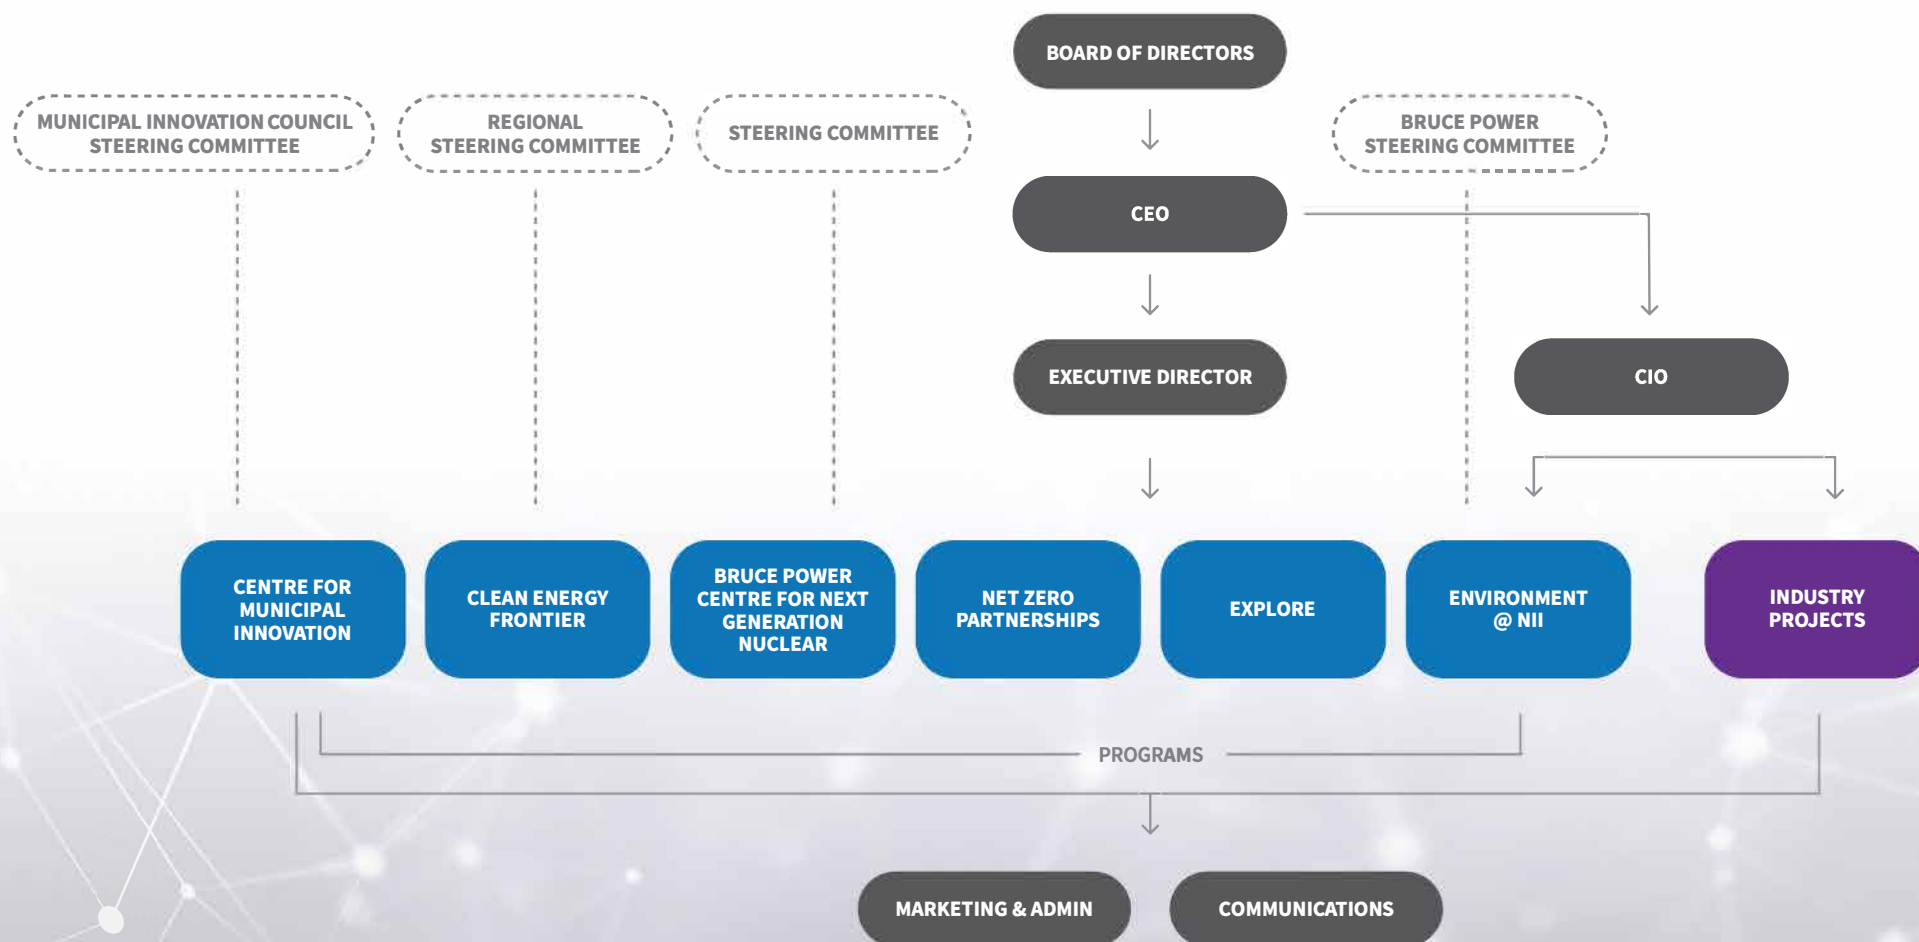 BOARD OF DIRECTORS
MUNICIPAL INNOVATION COUNCIL
STEERING COMMITTEE
REGIONAL
STEERING COMMITTEE
STEERING COMMITTEE
BRUCE POWER
STEERING COMMITTEE
CEO
EXECUTIVE DIRECTOR
CIO
CENTRE FOR
MUNICIPAL
INNOVATION
CLEAN ENERGY
FRONTIER
BRUCE POWER
CENTRE FOR NEXT
GENERATION
NUCLEAR
NET ZERO
PARTNERSHIPS
EXPLORE
ENVIRONMENT
@ NII
INDUSTRY
PROJECTS
PROGRAMS
MARKETING & ADMIN
COMMUNICATIONS